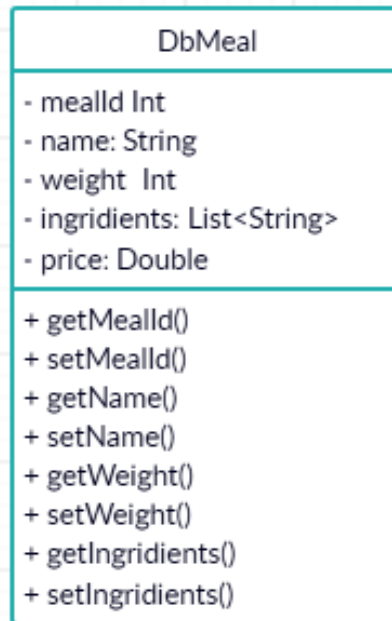 DbMeal
- mealId Int
- name: String
- weight  Int
- ingridients: List<String>
- price: Double
+ getMealId()
+ setMealId()
+ getName()
+ setName()
+ getWeight()
+ setWeight()
+ getIngridients()
+ setIngridients()